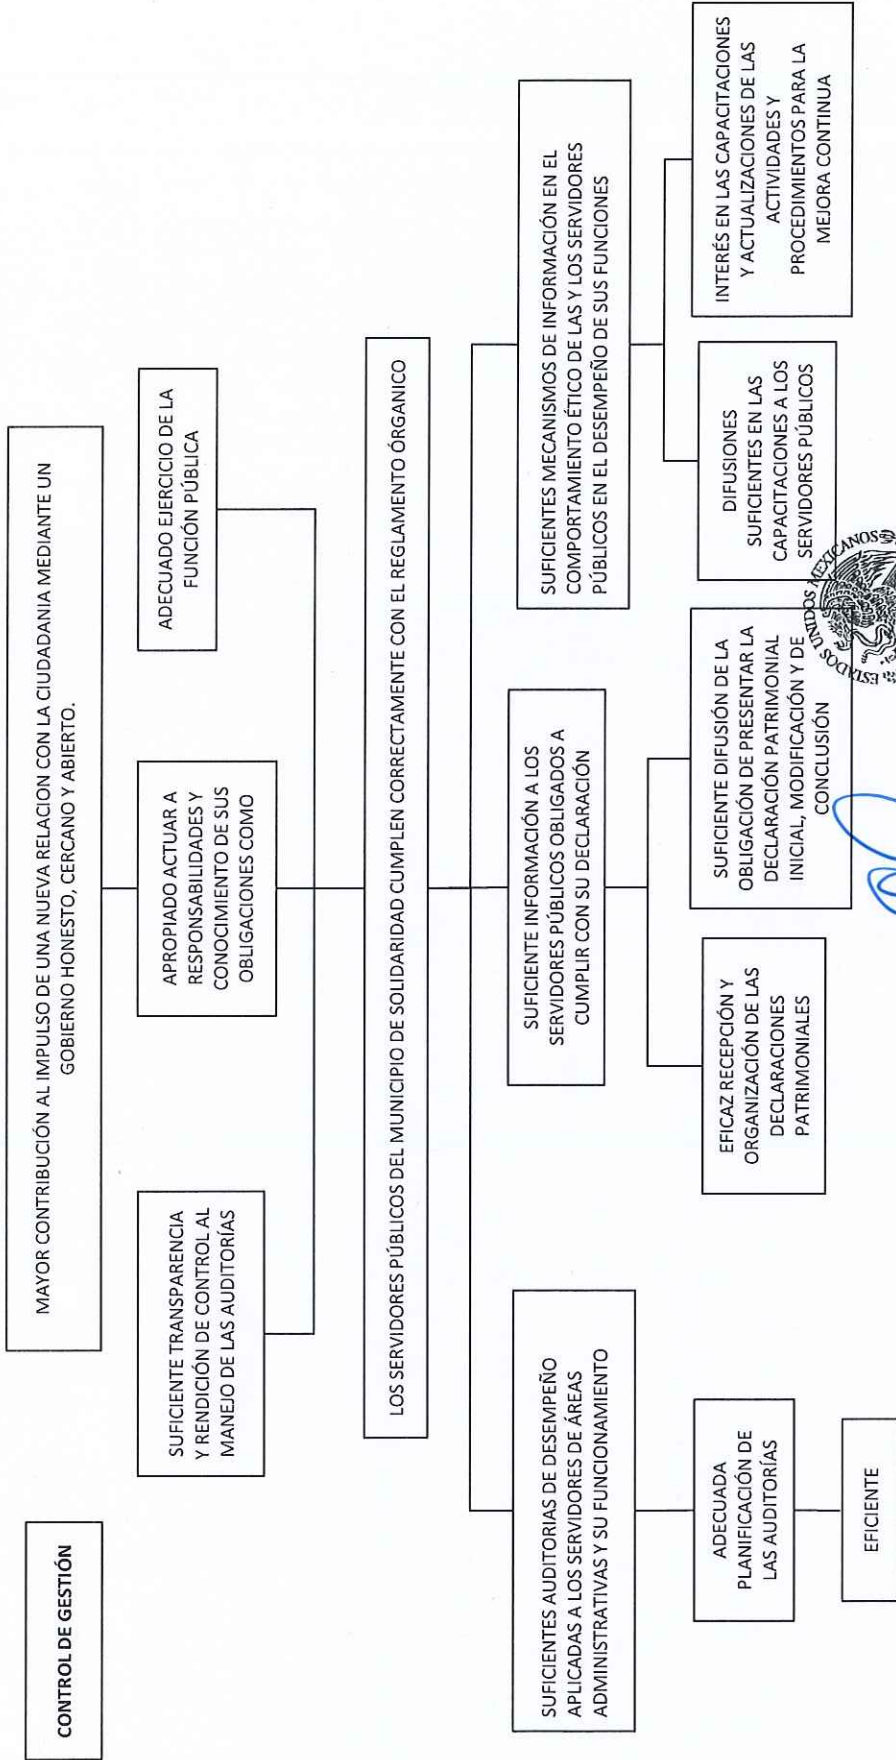 CONTROL DE GESTIÓN
MAYOR CONTRIBUCIÓN AL IMPULSO DE UNA NUEVA RELACION CON LA CIUDADANIA MEDIANTE UN
GOBIERNO HONESTO, CERCANO Y ABIERTO.
SUFICIENTE TRANSPARENCIA
Y RENDICIÓN DE CONTROL AL
MANEJO DE LAS AUDITORÍAS
APROPIADO ACTUAR A
RESPONSABILIDADES Y
CONOCIMIENTO DE SUS
OBLIGACIONES COMO
ADECUADO EJERCICIO DE LA
FUNCIÓN PÚBLICA
LOS SERVIDORES PÚBLICOS DEL MUNICIPIO DE SOLIDARIDAD CUMPLEN CORRECTAMENTE CON EL REGLAMENTO ÓRGANICO
SUFICIENTES AUDITORIAS DE DESEMPEÑO
APLICADAS A LOS SERVIDORES DE ÁREAS
ADMINISTRATIVAS Y SU FUNCIONAMIENTO
SUFICIENTE INFORMACIÓN A LOS
SERVIDORES PÚBLICOS OBLIGADOS A
CUMPLIR CON SU DECLARACIÓN
SUFICIENTES MECANISMOS DE INFORMACIÓN EN EL
COMPORTAMIENTO ÉTICO DE LAS Y LOS SERVIDORES
PÚBLICOS EN EL DESEMPEÑO DE SUS FUNCIONES
ADECUADA
PLANIFICACIÓN DE
LAS AUDITORÍAS
EFICAZ RECEPCIÓN Y
ORGANIZACIÓN DE LAS
DECLARACIONES
PATRIMONIALES
SUFICIENTE DIFUSIÓN DE LA
OBLIGACIÓN DE PRESENTAR LA
DECLARACIÓN PATRIMONIAL
INICIAL, MODIFICACIÓN Y DE
CONCLUSIÓN
DIFUSIONES
SUFICIENTES EN LAS
CAPACITACIONES A LOS
SERVIDORES PÚBLICOS
INTERÉS EN LAS CAPACITACIONES
Y ACTUALIZACIONES DE LAS
ACTIVIDADES Y
PROCEDIMIENTOS PARA LA
MEJORA CONTINUA
EFICIENTE
ESTADOS UNIDOS MEXICANOS